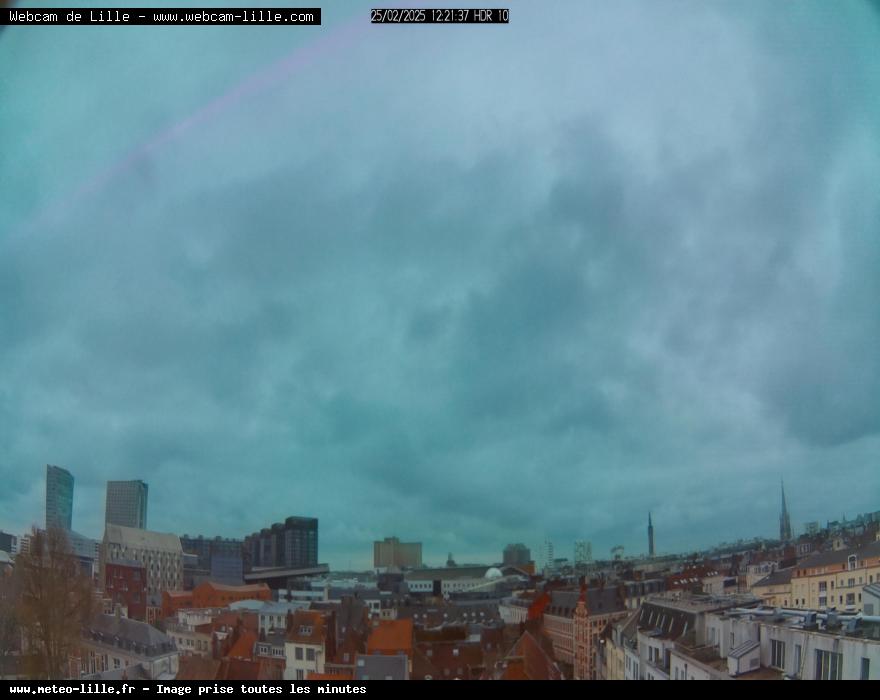 Webcam de Lille - www.webcam-lille.com
25/02/2025 12:21:37 HDR 10
www.meteo-lille.fr - Image prise toutes les minutes